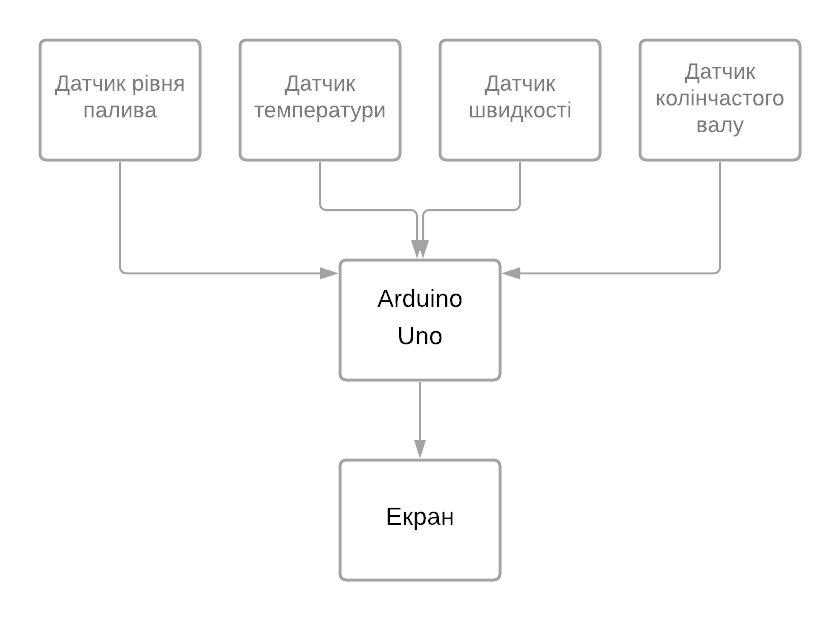 Датчик рівня
палива
Датчик
температури
Датчик
швидкості
Датчик
колінчастого
валу
Arduino
Uno
Екран